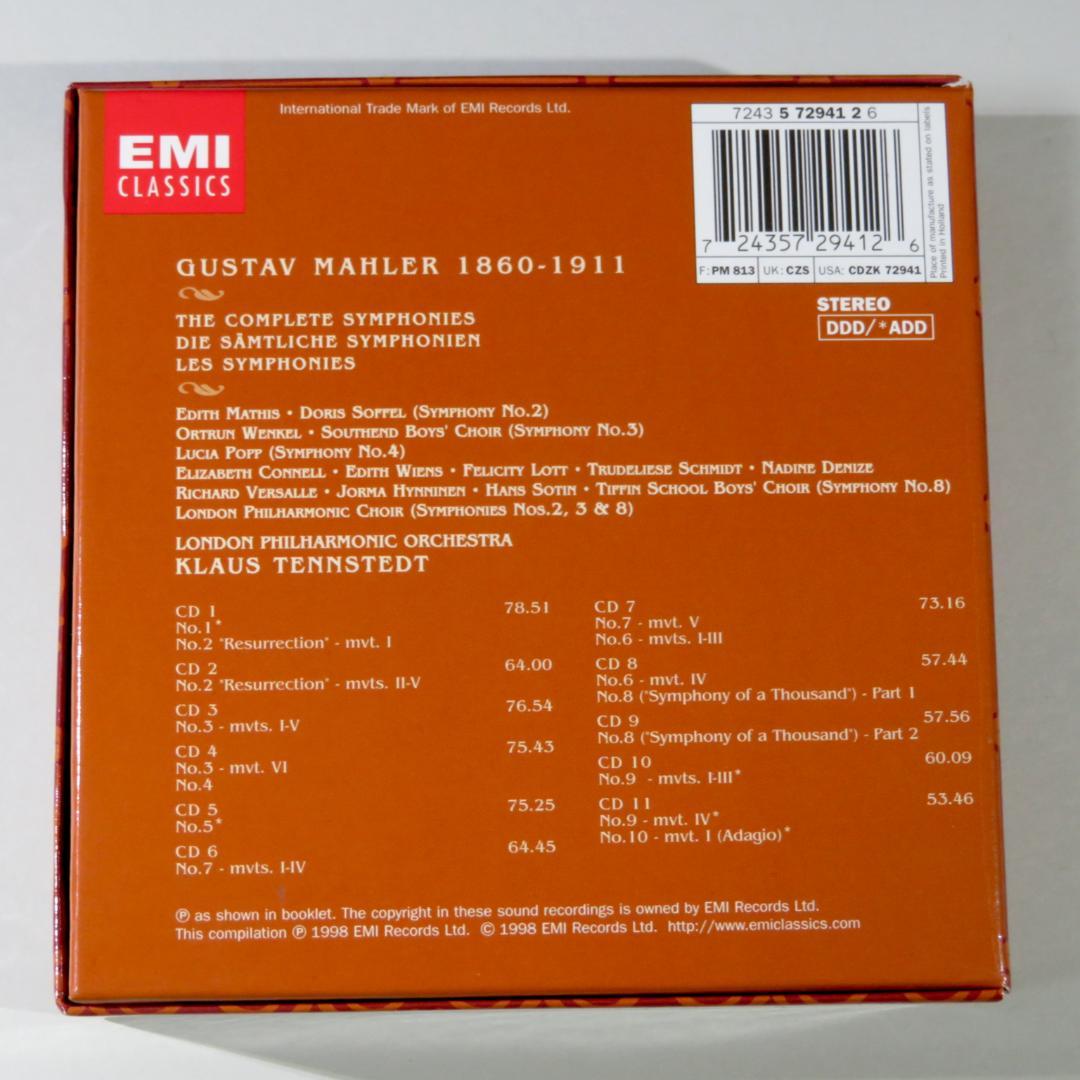 EMI
CLASSICS
International Trade Mark of EMI Records Ltd.
7243 5 72941 2 6
7 24357 29412 6
F: PM 813 UK: CZS USA: CDZK 72941
Place of manufacture as stated on labels
Printed in Holland
GUSTAV MAHLER 1860-1911
STEREO
DDD/*ADD
THE COMPLETE SYMPHONIES
DIE SÄMTLICHE SYMPHONIEN
LES SYMPHONIES
EDITH MATHIS • DORIS SOFFEL (SYMPHONY NO.2)
ORTRUN WENKEL • SOUTHEND BOYS' CHOIR (SYMPHONY NO.3)
LUCIA POPP (SYMPHONY NO.4)
ELIZABETH CONNELL • EDITH WIENS • FELICITY LOTT • TRUDELIESE SCHMIDT • NADINE DENIZE
RICHARD VERSALLE • JORMA HYNNINEN • HANS SOTIN • TIFFIN SCHOOL BOYS' CHOIR (SYMPHONY NO.8)
LONDON PHILHARMONIC CHOIR (SYMPHONIES NOS.2, 3 & 8)
LONDON PHILHARMONIC ORCHESTRA
KLAUS TENNSTEDT
CD 1 78.51
No.1*
No.2 "Resurrection" - mvt. I
CD 2 64.00
No.2 "Resurrection" - mvts. II-V
CD 3 76.54
No.3 - mvts. I-V
CD 4 75.43
No.3 - mvt. VI
No.4
CD 5 75.25
No.5*
CD 6 64.45
No.7 - mvts. I-IV
CD 7 73.16
No.7 - mvt. V
No.6 - mvts. I-III
CD 8 57.44
No.6 - mvt. IV
No.8 ("Symphony of a Thousand") - Part 1
CD 9 57.56
No.8 ("Symphony of a Thousand") - Part 2
CD 10 60.09
No.9 - mvts. I-III*
CD 11 53.46
No.9 - mvt. IV*
No.10 - mvt. I (Adagio)*
℗ as shown in booklet. The copyright in these sound recordings is owned by EMI Records Ltd.
This compilation ℗ 1998 EMI Records Ltd. © 1998 EMI Records Ltd. http://www.emiclassics.com